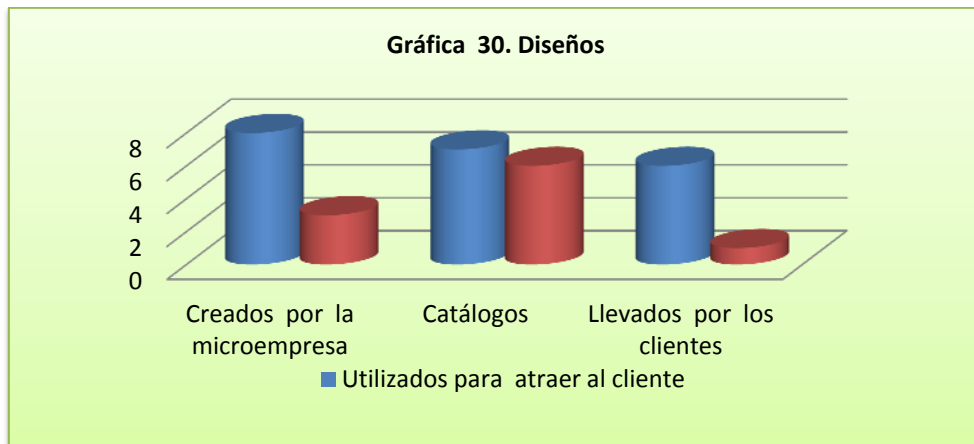 Gráfica 30. Diseños
8
6
4
2
0
Creados por la
microempresa
Catálogos
Llevados por los
clientes
Utilizados para atraer al cliente